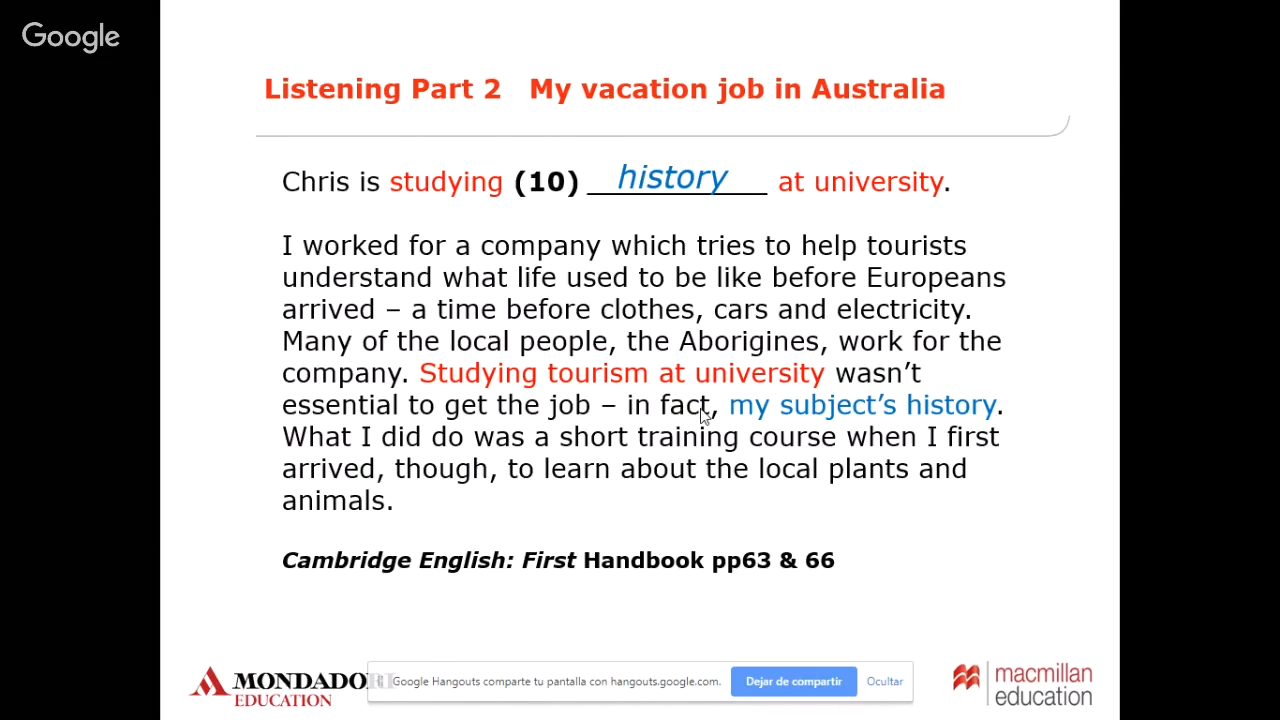 Google
Listening Part 2 My vacation job in Australia
Chris is studying (10) history at university.
I worked for a company which tries to help tourists
understand what life used to be like before Europeans
arrived – a time before clothes, cars and electricity.
Many of the local people, the Aborigines, work for the
company. Studying tourism at university wasn't
essential to get the job – in fact, my subject's history.
What I did do was a short training course when I first
arrived, though, to learn about the local plants and
animals.
Cambridge English: First Handbook pp63 & 66
MONDADORI
EDUCATION
Google Hangouts comparte tu pantalla con hangouts.google.com.
Dejar de compartir
Ocultar
macmillan
education